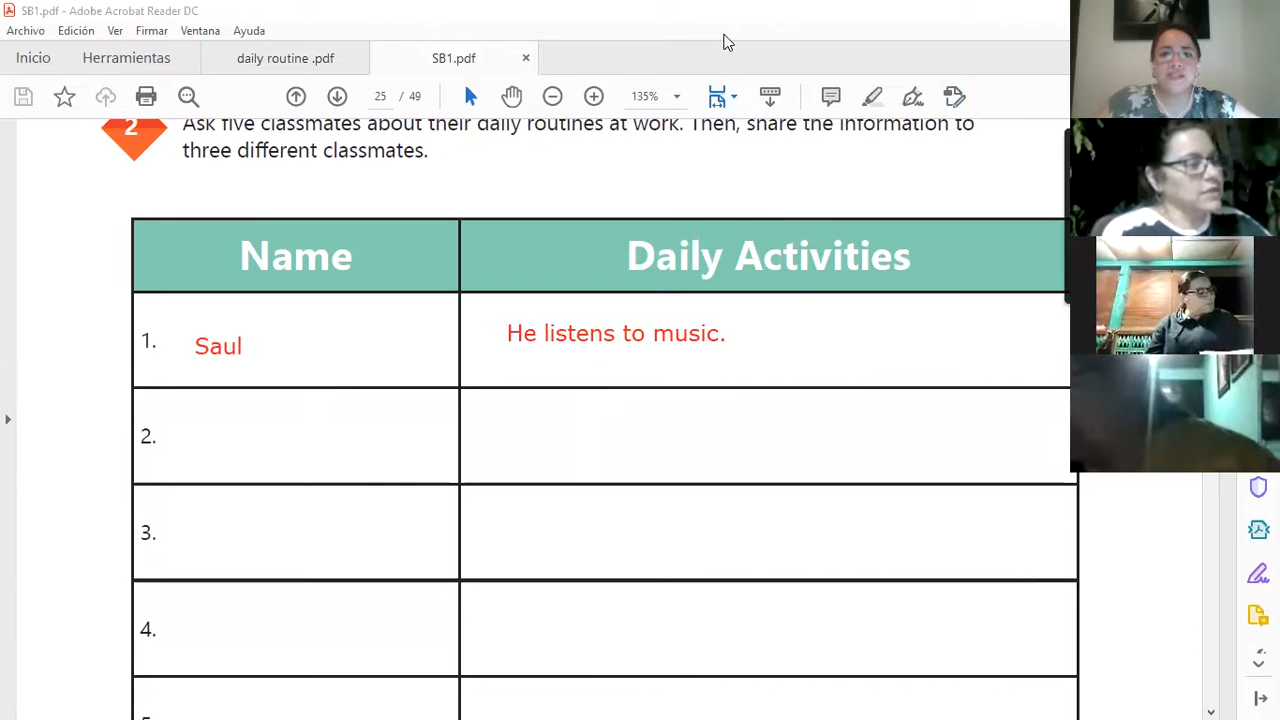 SB1.pdf - Adobe Acrobat Reader DC
Archivo Edición Ver Firmar Ventana Ayuda
Inicio Herramientas daily routine .pdf SB1.pdf ×
25 / 49 135%
2 Ask five classmates about their daily routines at work. Then, share the information to
three different classmates.
Name Daily Activities
1. Saul He listens to music.
2.
3.
4.